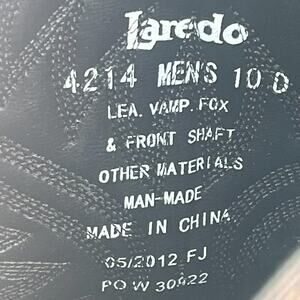 Laredo
4214 MEN'S 10 D
LEA. VAMP. FOX
& FRONT SHAFT
OTHER MATERIALS
MAN-MADE
MADE IN CHINA
05/2012 FJ
PO W 30922